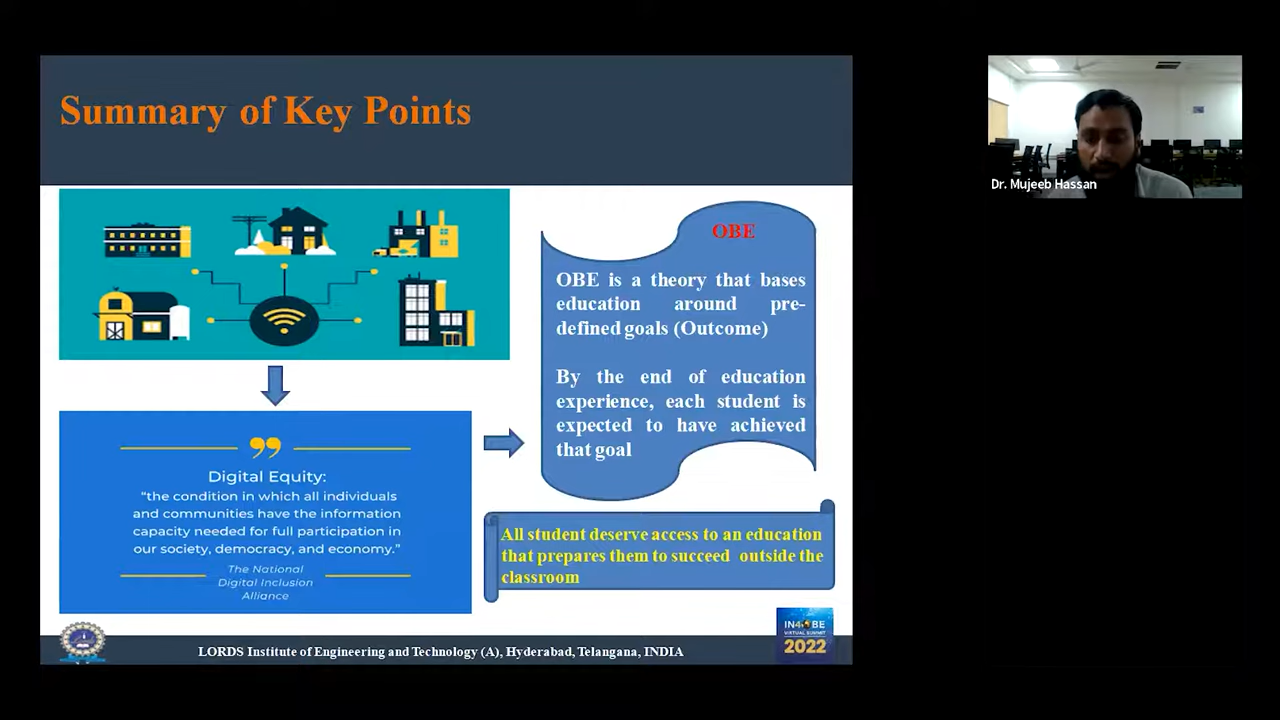 Summary of Key Points
Digital Equity:
“the condition in which all individuals
and communities have the information
capacity needed for full participation in
our society, democracy, and economy.”
The National
Digital Inclusion
Alliance
OBE
OBE is a theory that bases
education around pre-
defined goals (Outcome)
By the end of education
experience, each student is
expected to have achieved
that goal
All student deserve access to an education
that prepares them to succeed outside the
classroom
LORDS Institute of Engineering and Technology (A), Hyderabad, Telangana, INDIA
IN4OBE
VIRTUAL SUMMIT
2022
Dr. Mujeeb Hassan